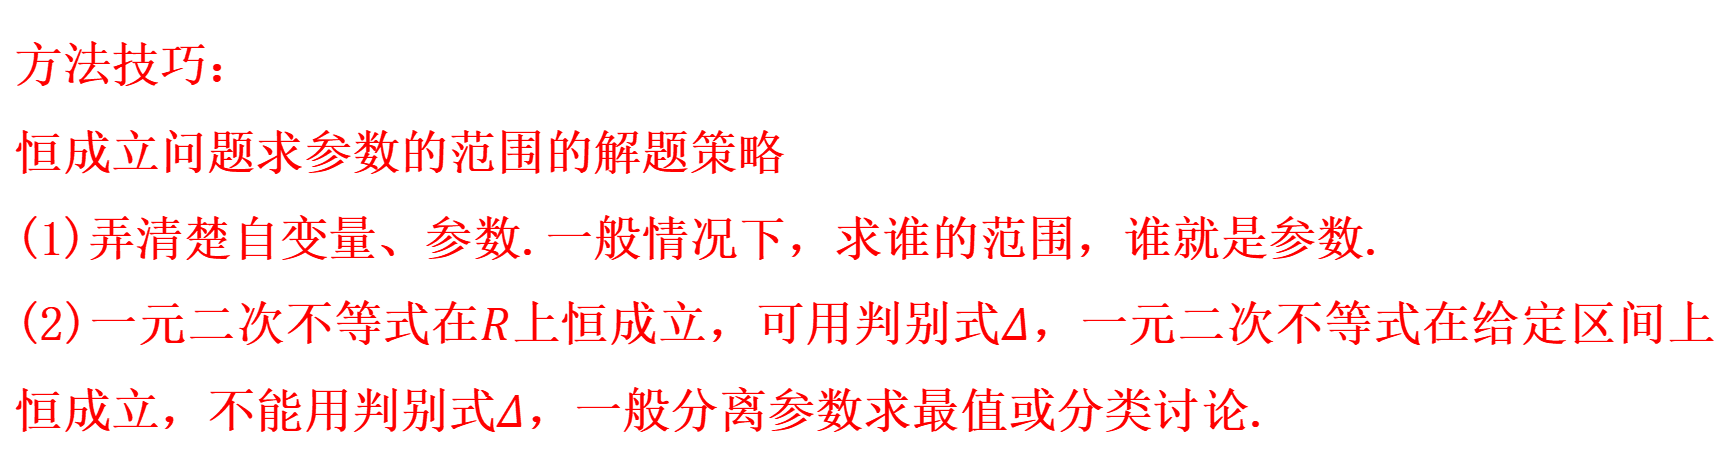 方法技巧：
恒成立问题求参数的范围的解题策略
(1)弄清楚自变量、参数.一般情况下，求谁的范围，谁就是参数.
(2)一元二次不等式在R上恒成立，可用判别式Δ，一元二次不等式在给定区间上
恒成立，不能用判别式Δ，一般分离参数求最值或分类讨论.